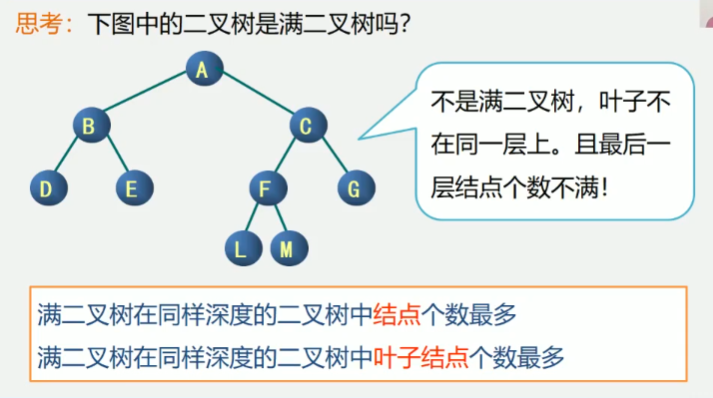 思考：下图中的二叉树是满二叉树吗？
A
B
C
D
E
F
G
L
M
不是满二叉树，叶子不
在同一层上。且最后一
层结点个数不满！
满二叉树在同样深度的二叉树中结点个数最多
满二叉树在同样深度的二叉树中叶子结点个数最多